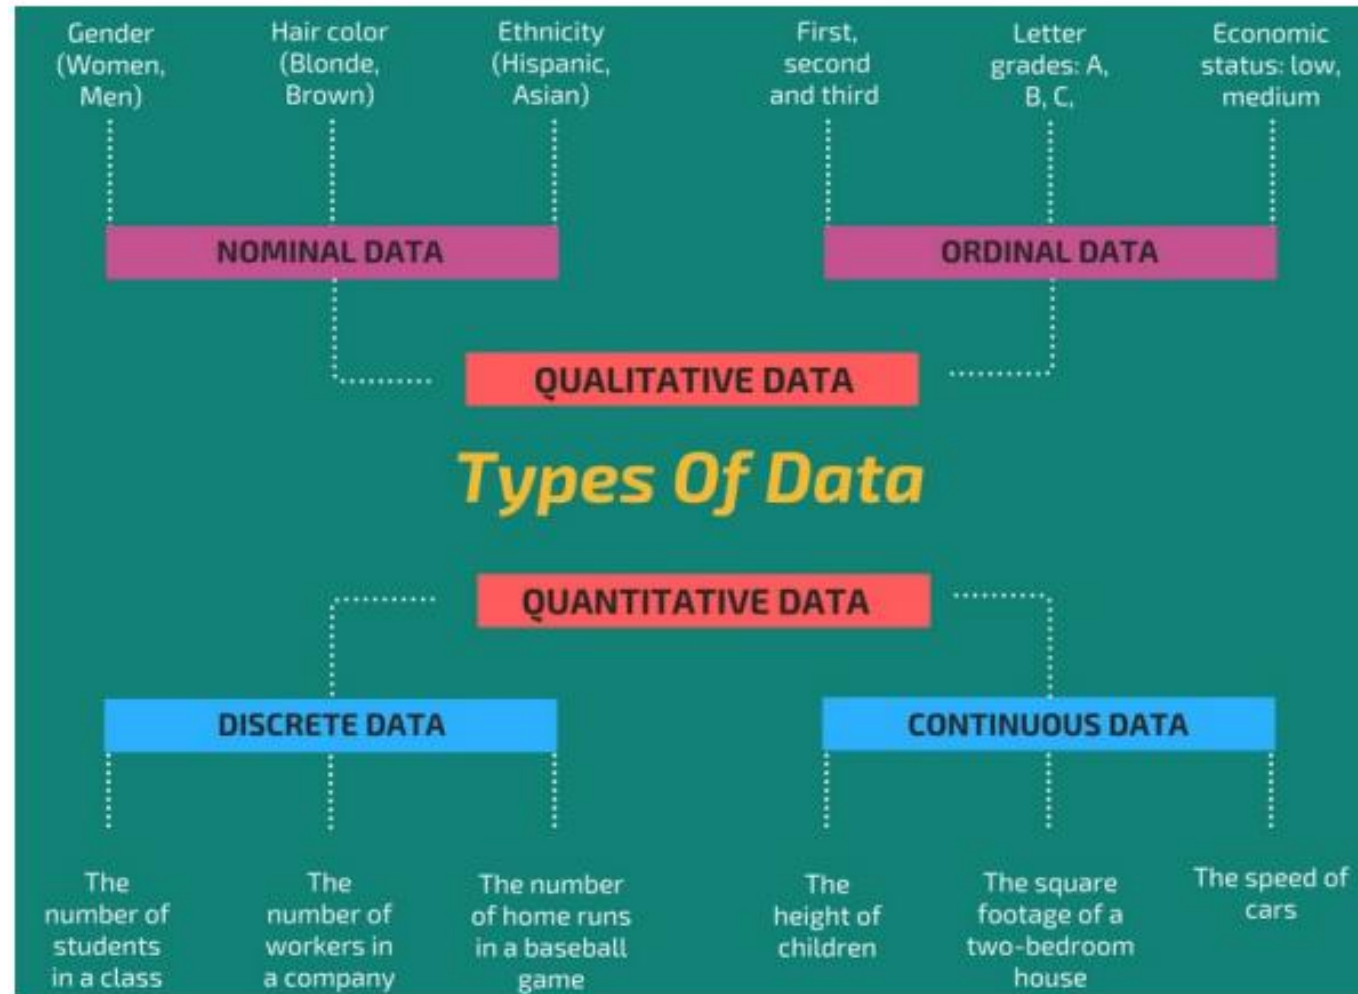 Gender
(Women,
Men)
Hair color
(Blonde,
Brown)
Ethnicity
(Hispanic,
Asian)
First,
second
and third
Letter
grades: A,
B, C,
Economic
status: low,
medium
NOMINAL DATA
ORDINAL DATA
QUALITATIVE DATA
Types Of Data
QUANTITATIVE DATA
DISCRETE DATA
CONTINUOUS DATA
The
number of
students
in a class
The
number of
workers in
a company
The number
of home runs
in a baseball
game
The
height of
children
The square
footage of a
two-bedroom
house
The speed of
cars